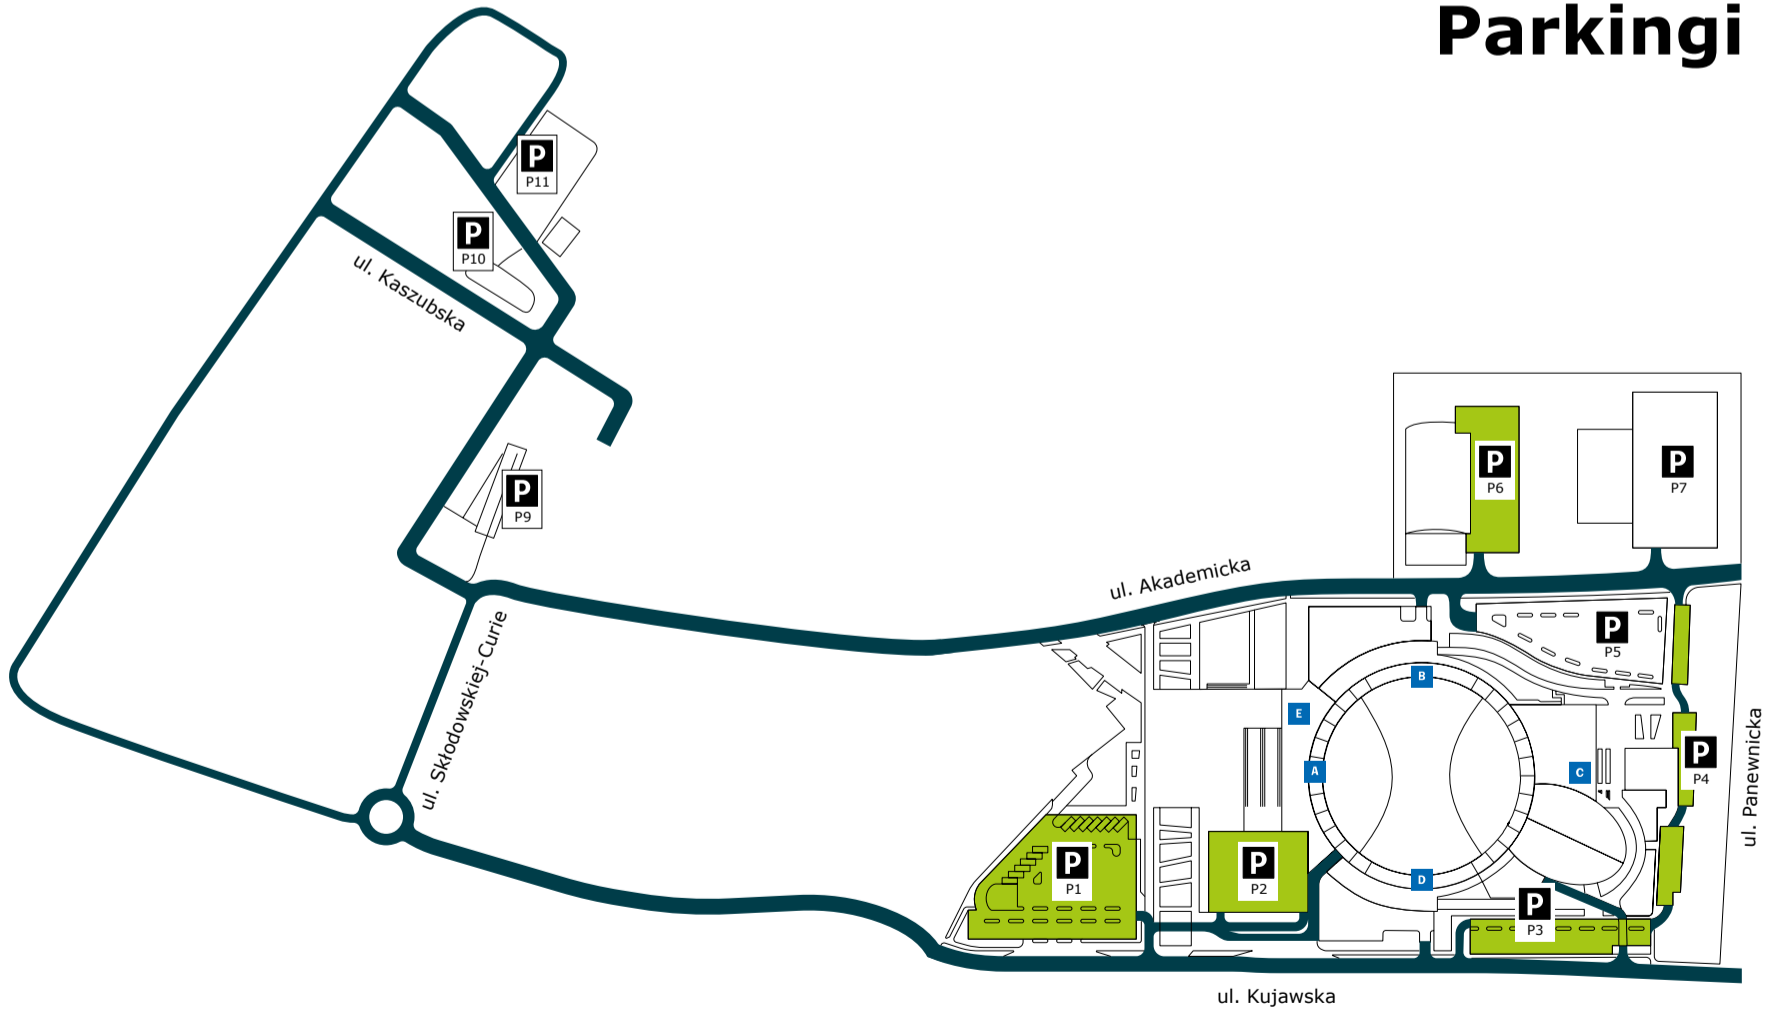 Parkingi
P
P11
P
P10
ul. Kaszubska
P
P9
ul. Skłodowskiej-Curie
ul. Akademicka
P
P6
P
P7
P
P5
B
E
A
C
P
P4
ul. Panewnicka
P
P1
P
P2
D
P
P3
ul. Kujawska